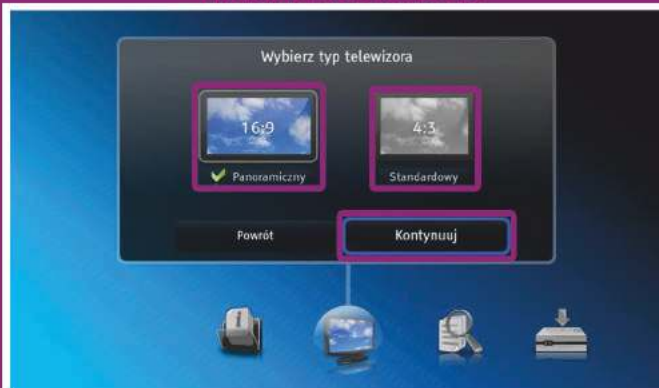 Wybierz typ telewizora
16:9
4:3
Panoramiczny
Standardowy
Powrót
Kontynuuj